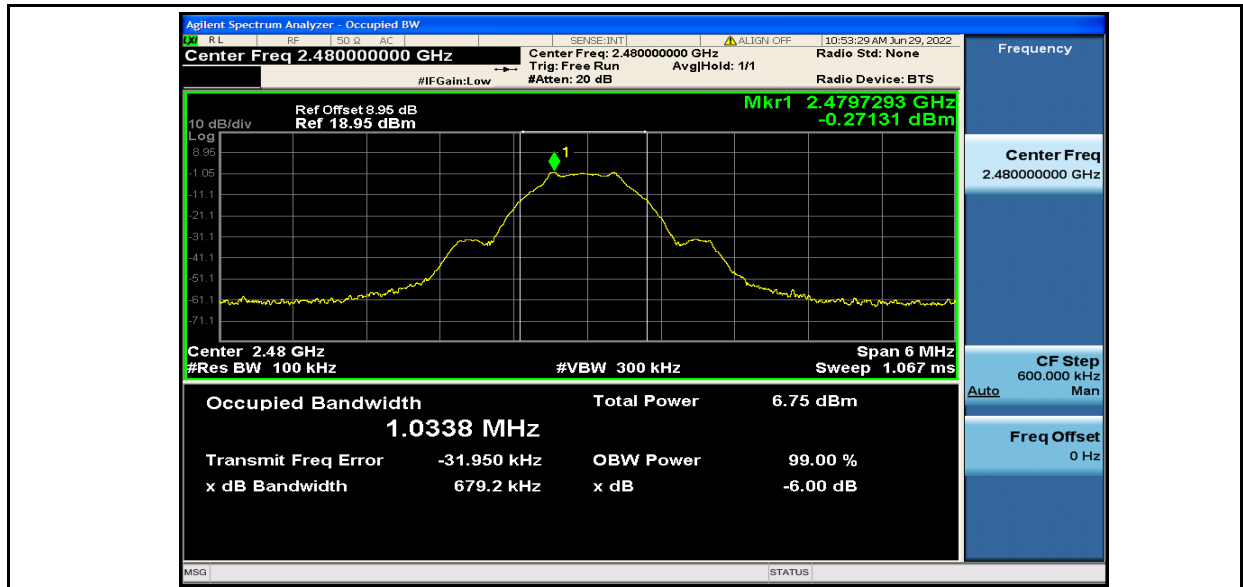 Agilent Spectrum Analyzer - Occupied BW
LXI RL RF 50 Ω AC SENSE:INT ALIGN OFF 10:53:29 AM Jun 29, 2022
Center Freq 2.480000000 GHz
Center Freq: 2.480000000 GHz Radio Std: None
Trig: Free Run Avg|Hold: 1/1
#IFGain:Low #Atten: 20 dB Radio Device: BTS
Ref Offset 8.95 dB Mkr1 2.4797293 GHz
10 dB/div Ref 18.95 dBm -0.27131 dBm
Log
8.95
1
-1.05
-11.1
-21.1
-31.1
-41.1
-51.1
-61.1
-71.1
Center 2.48 GHz Span 6 MHz
#Res BW 100 kHz #VBW 300 kHz Sweep 1.067 ms
Occupied Bandwidth Total Power 6.75 dBm
1.0338 MHz
Transmit Freq Error -31.950 kHz OBW Power 99.00 %
x dB Bandwidth 679.2 kHz x dB -6.00 dB
MSG STATUS
Frequency
Center Freq
2.480000000 GHz
CF Step
600.000 kHz
Auto Man
Freq Offset
0 Hz